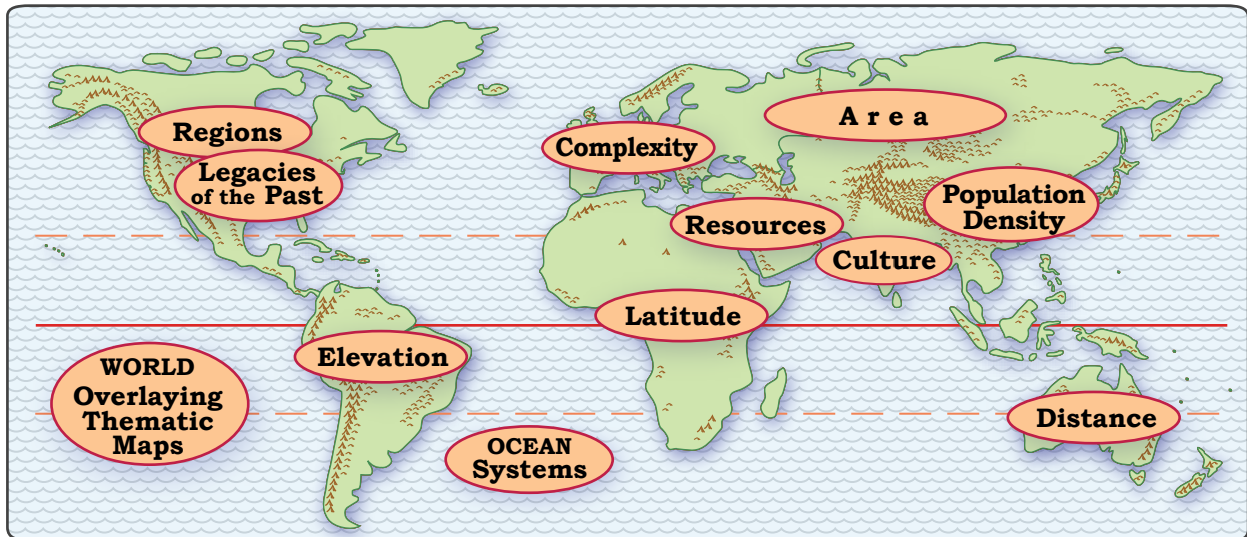 Regions
Legacies
of the Past
Complexity
A r e a
Resources
Population
Density
Culture
Latitude
Elevation
WORLD
Overlaying
Thematic
Maps
OCEAN
Systems
Distance